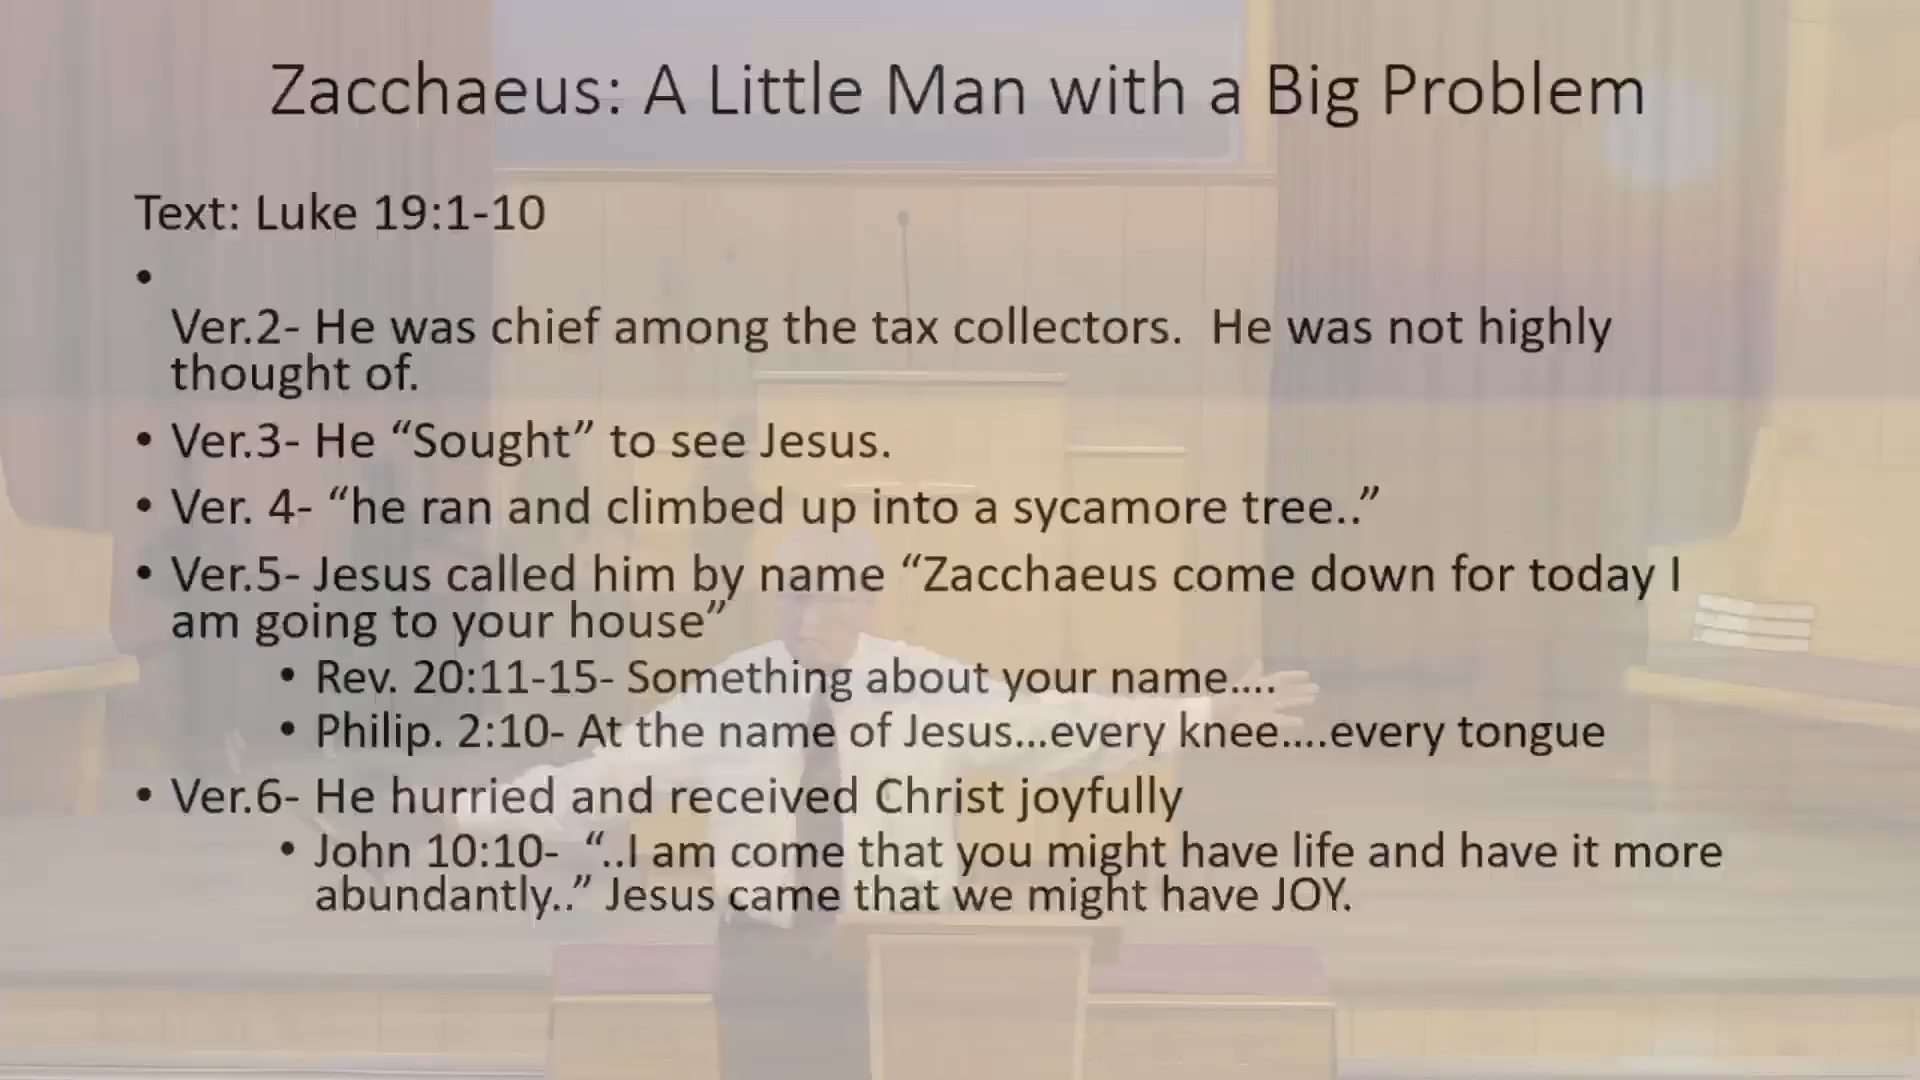 Zacchaeus: A Little Man with a Big Problem
Text: Luke 19:1-10
•
Ver.2- He was chief among the tax collectors.  He was not highly
thought of.
• Ver.3- He “Sought” to see Jesus.
• Ver. 4- “he ran and climbed up into a sycamore tree..”
• Ver.5- Jesus called him by name “Zacchaeus come down for today I
am going to your house”
• Rev. 20:11-15- Something about your name....
• Philip. 2:10- At the name of Jesus...every knee....every tongue
• Ver.6- He hurried and received Christ joyfully
• John 10:10-  “..I am come that you might have life and have it more
abundantly..” Jesus came that we might have JOY.